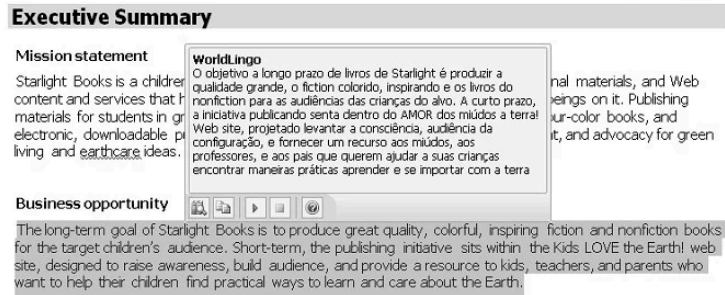 Executive Summary
Mission statement
Starlight Books is a childrer
nal materials, and Web
content and services that h
eings on it. Publishing
materials for students in gr
ur-color books, and
electronic, downloadable p
t, and advocacy for green
living and earthcare ideas.
WorldLingo
O objetivo a longo prazo de livros de Starlight é produzir a
qualidade grande, o fiction colorido, inspirando e os livros do
nonfiction para as audiências das crianças do alvo. A curto prazo,
a iniciativa publicando senta dentro do AMOR dos miúdos a terra!
Web site, projetado levantar a consciência, audiência da
configuração, e fornecer um recurso aos miúdos, aos
professores, e aos pais que querem ajudar a suas crianças
encontrar maneiras práticas aprender e se importar com a terra
Business opportunity
The long-term goal of Starlight Books is to produce great quality, colorful, inspiring fiction and nonfiction books
for the target children's audience. Short-term, the publishing initiative sits within the Kids LOVE the Earth! web
site, designed to raise awareness, build audience, and provide a resource to kids, teachers, and parents who
want to help their children find practical ways to learn and care about the Earth.